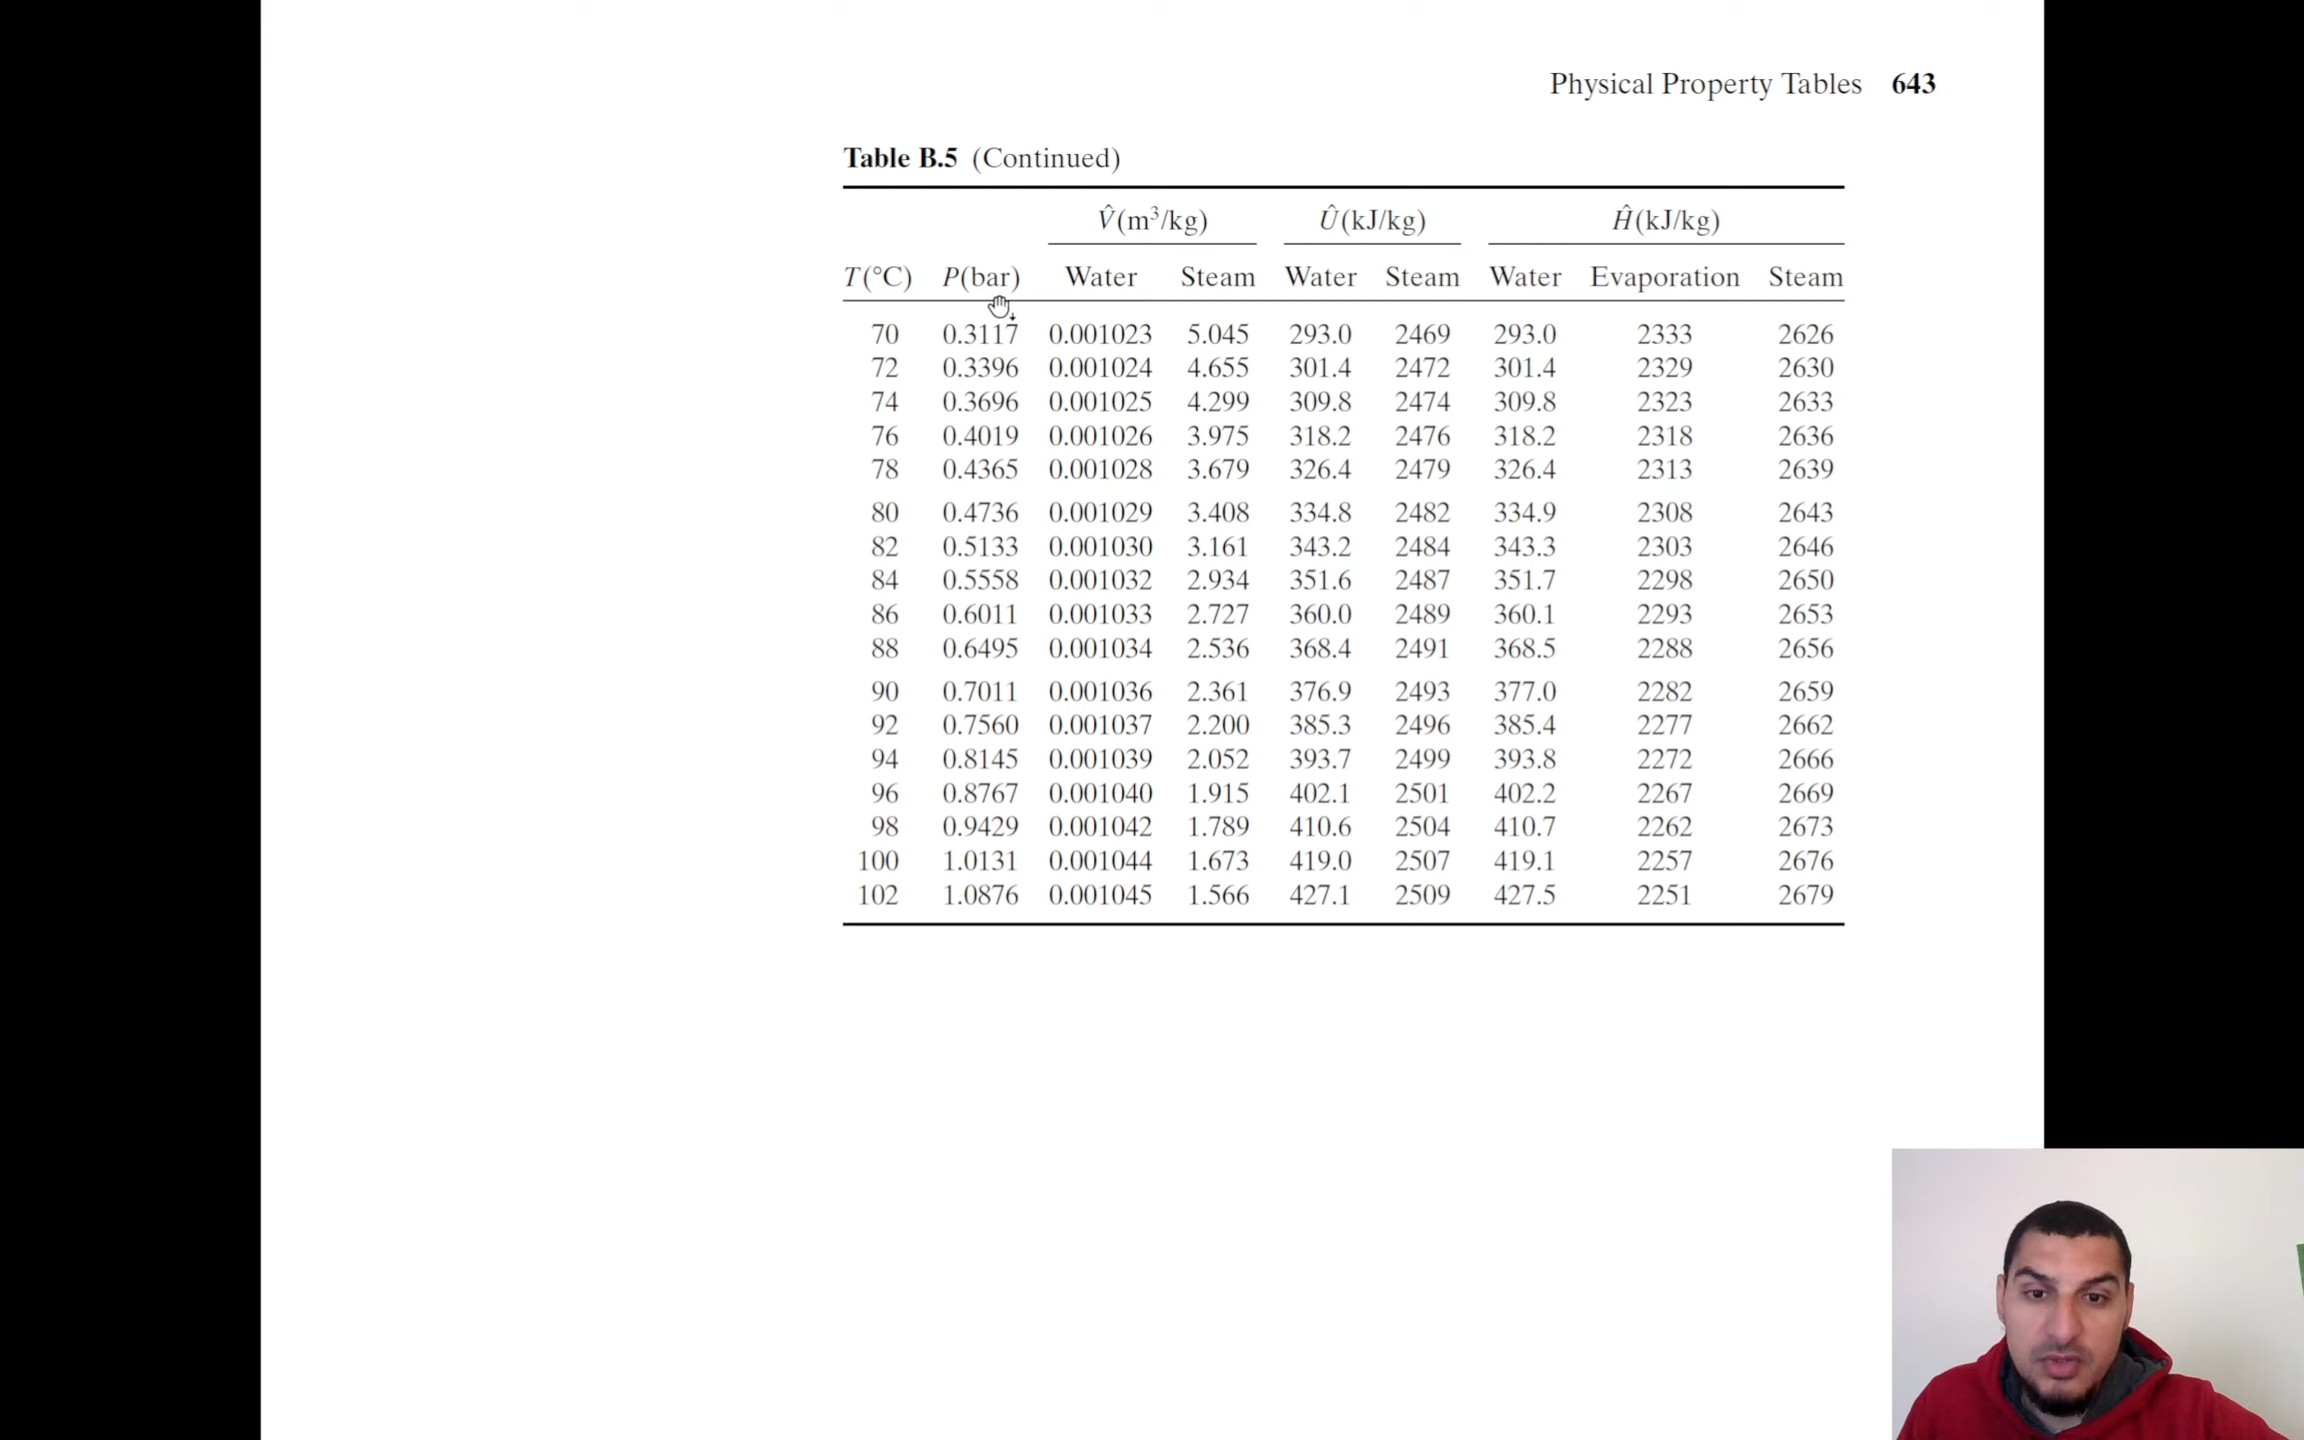 Physical Property Tables 643
Table B.5 (Continued)
V̂(m³/kg) Û(kJ/kg) Ĥ(kJ/kg)
T(°C) P(bar) Water Steam Water Steam Water Evaporation Steam
70 0.3117 0.001023 5.045 293.0 2469 293.0 2333 2626
72 0.3396 0.001024 4.655 301.4 2472 301.4 2329 2630
74 0.3696 0.001025 4.299 309.8 2474 309.8 2323 2633
76 0.4019 0.001026 3.975 318.2 2476 318.2 2318 2636
78 0.4365 0.001028 3.679 326.4 2479 326.4 2313 2639
80 0.4736 0.001029 3.408 334.8 2482 334.9 2308 2643
82 0.5133 0.001030 3.161 343.2 2484 343.3 2303 2646
84 0.5558 0.001032 2.934 351.6 2487 351.7 2298 2650
86 0.6011 0.001033 2.727 360.0 2489 360.1 2293 2653
88 0.6495 0.001034 2.536 368.4 2491 368.5 2288 2656
90 0.7011 0.001036 2.361 376.9 2493 377.0 2282 2659
92 0.7560 0.001037 2.200 385.3 2496 385.4 2277 2662
94 0.8145 0.001039 2.052 393.7 2499 393.8 2272 2666
96 0.8767 0.001040 1.915 402.1 2501 402.2 2267 2669
98 0.9429 0.001042 1.789 410.6 2504 410.7 2262 2673
100 1.0131 0.001044 1.673 419.0 2507 419.1 2257 2676
102 1.0876 0.001045 1.566 427.1 2509 427.5 2251 2679